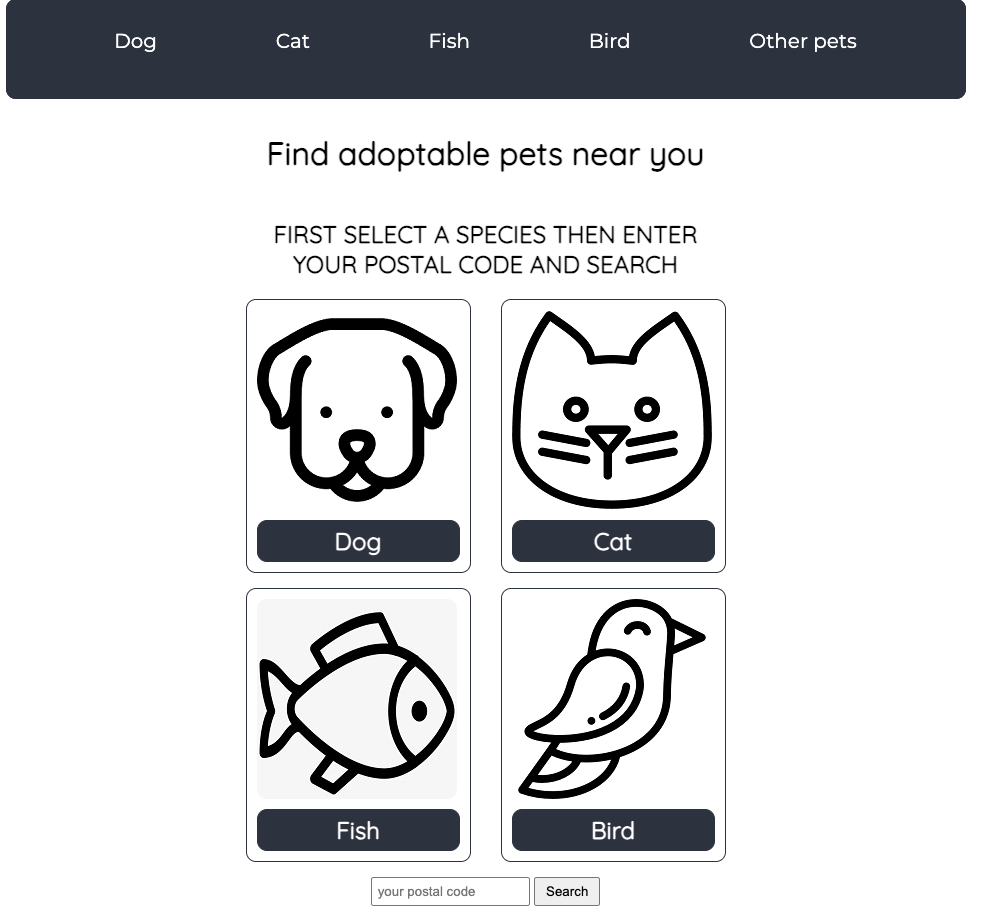 Dog Cat Fish Bird Other pets
Find adoptable pets near you
FIRST SELECT A SPECIES THEN ENTER
YOUR POSTAL CODE AND SEARCH
Dog
Cat
Fish
Bird
your postal code Search